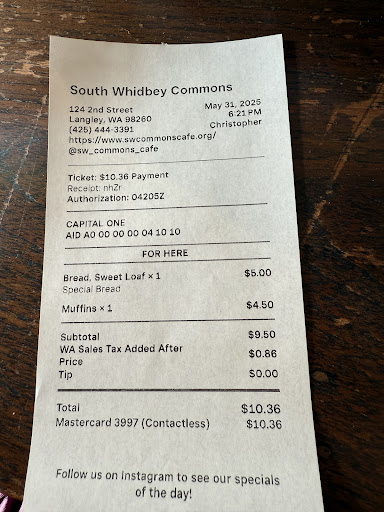 South Whidbey Commons
124 2nd Street
Langley, WA 98260
(425) 444-3391
https://www.swcommonscafe.org/
@sw_commons_cafe
May 31, 2025
6:21 PM
Christopher
Ticket: $10.36 Payment
Receipt: nhZr
Authorization: 04205Z
CAPITAL ONE
AID A0 00 00 00 04 10 10
FOR HERE
Bread, Sweet Loaf × 1 $5.00
Special Bread
Muffins × 1 $4.50
Subtotal $9.50
WA Sales Tax Added After
Price $0.86
Tip $0.00
Total $10.36
Mastercard 3997 (Contactless) $10.36
Follow us on Instagram to see our specials
of the day!